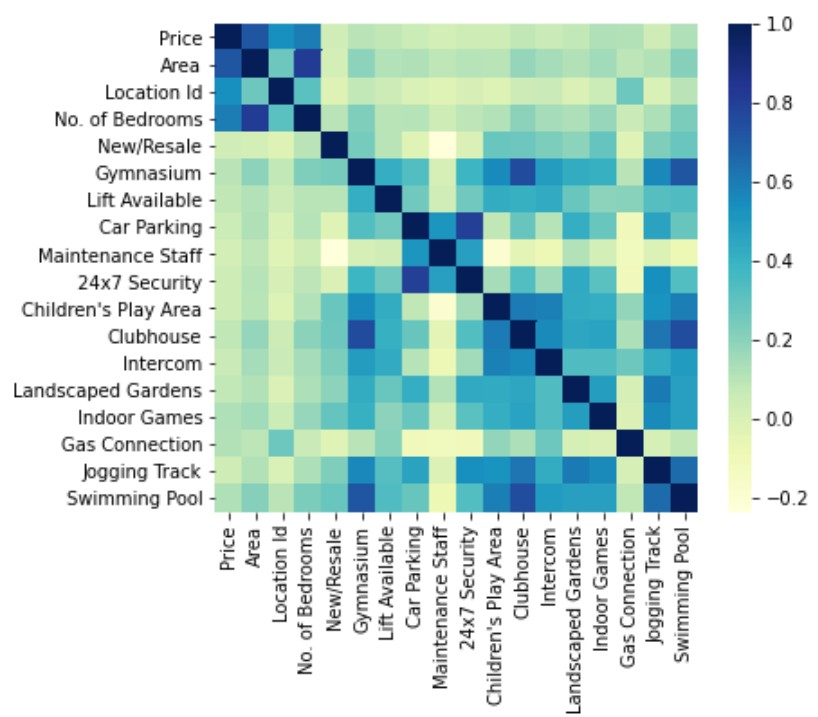 Price
Area
Location Id
No. of Bedrooms
New/Resale
Gymnasium
Lift Available
Car Parking
Maintenance Staff
24x7 Security
Children's Play Area
Clubhouse
Intercom
Landscaped Gardens
Indoor Games
Gas Connection
Jogging Track
Swimming Pool
Price
Area
Location Id
No. of Bedrooms
New/Resale
Gymnasium
Lift Available
Car Parking
Maintenance Staff
24x7 Security
Children's Play Area
Clubhouse
Intercom
Landscaped Gardens
Indoor Games
Gas Connection
Jogging Track
Swimming Pool
1.0
0.8
0.6
0.4
0.2
0.0
−0.2